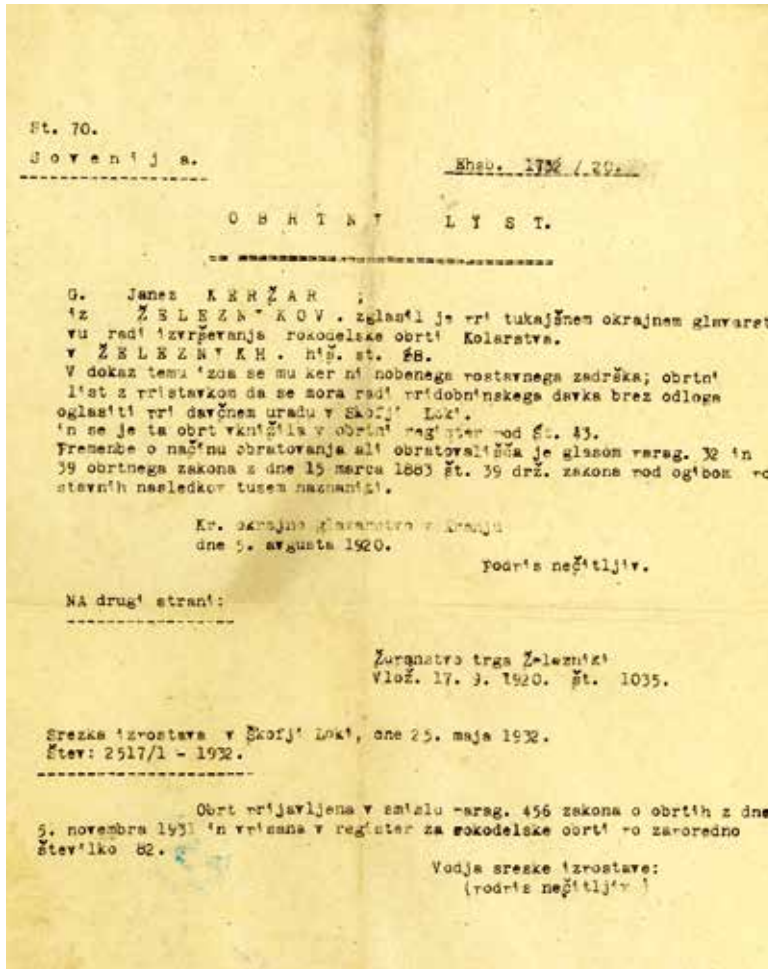 Št. 70.
Sovenija.
Ehsb. 1732 / 20.
OBRTNI LIST.
G. Janez KERŽAR ;
iz ŽELEZNIKOV. zglasil je pri tukajšnem okrajnem glavarst
vu radi izvrševanja rokodelske obrti Kolarstva.
v ŽELEZNIKH. hiš. st. 88.
V dokaz temu izda se mu ker ni nobenega postavnega zadrška; obrtni
list z pristavkom da se mora radi pridobninskega davka brez odloga
oglasiti pri davčnem uradu v Škofji Loki.
in se je ta obrt vknižila v obrtni register pod št. 43.
Premembe o načinu obratovanja ali obratovališča je glasom parag. 32 in
39 obrtnega zakona z dne 15 marca 1883 št. 39 drž. zakona pod ogibom po
stavnih nasledkov tusem naznaniti.
Kr. okrajno glavarstvo v Kranju
dne 5. avgusta 1920.
Podpis nečitljiv.
NA drugi strani:
Županstvo trga Železniki
Vlož. 17. 9. 1920. št. 1035.
Srezka izpostava v Škofji Loki, dne 25. maja 1932.
Štev: 2517/1 - 1932.
Obrt prijavljena v smislu parag. 456 zakona o obrtih z dne
5. novembra 1931 in vpisana v register za rokodelske obrti po zaporedno
številko 82.
Vodja sreske izpostave:
(podpis nečitljiv )